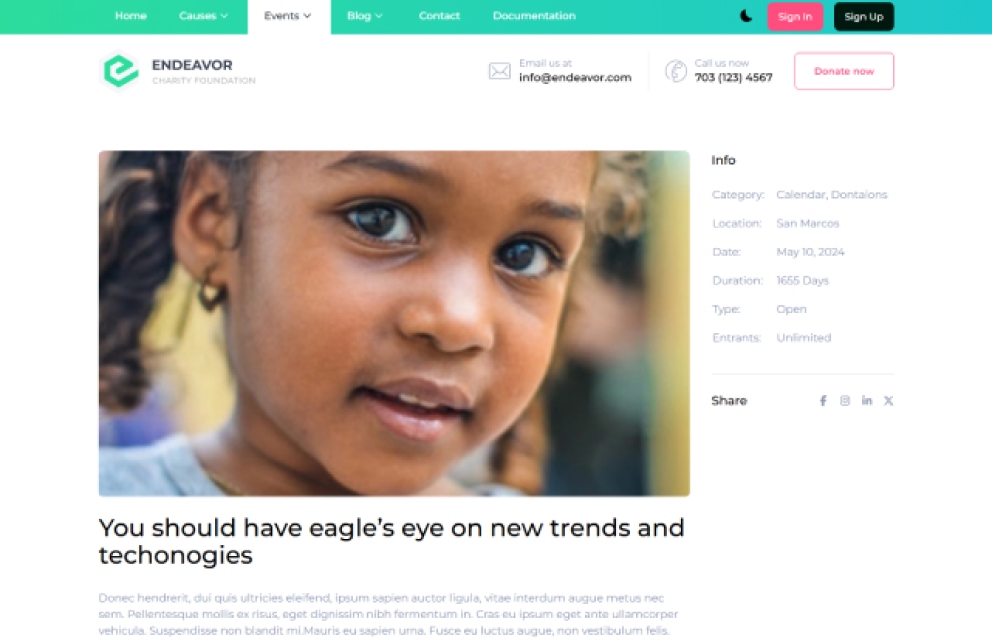 Home Causes Events Blog Contact Documentation Sign In Sign Up
ENDEAVOR
CHARITY FOUNDATION
Email us at
info@endeavor.com
Call us now
703 (123) 4567
Donate now
Info
Category: Calendar, Dontaions
Location: San Marcos
Date: May 10, 2024
Duration: 1655 Days
Type: Open
Entrants: Unlimited
Share
You should have eagle’s eye on new trends and
techonogies
Donec hendrerit, dui quis ultricies eleifend, ipsum sapien auctor ligula, vitae interdum augue metus nec
sem. Pellentesque mollis ex risus, eget dignissim nibh fermentum in. Cras eu ipsum eget ante ullamcorper
vehicula. Suspendisse non blandit mi.Mauris eu sapien urna. Fusce eu luctus augue, non vestibulum felis.